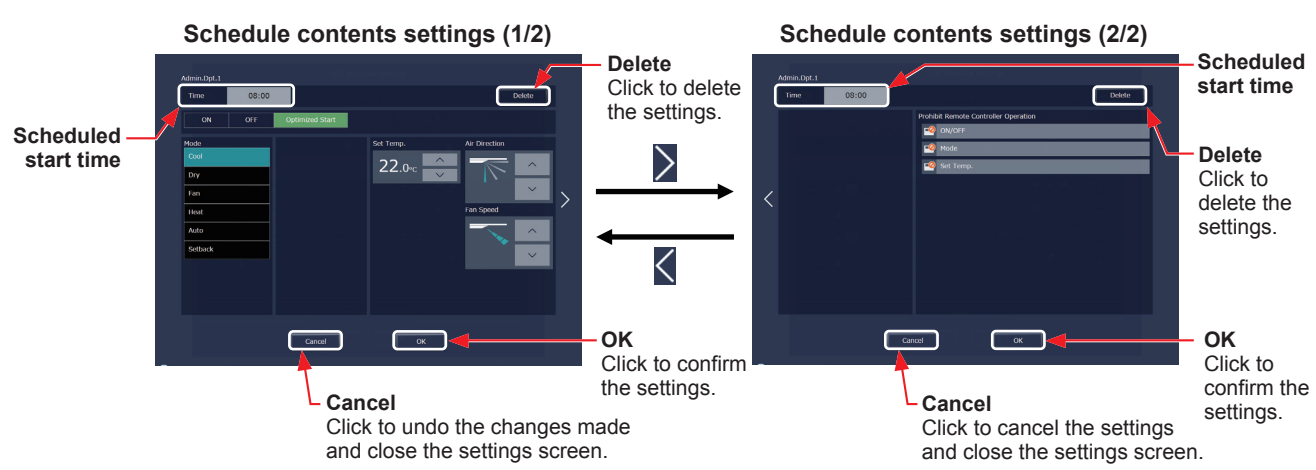 Schedule contents settings (1/2)
Admin.Dpt.1
Time 08:00
Delete
ON OFF Optimized Start
Mode
Cool
Dry
Fan
Heat
Auto
Setback
Set Temp.
22.0°C
Air Direction
Fan Speed
Cancel
OK
Scheduled
start time
Delete
Click to delete
the settings.
OK
Click to confirm
the settings.
Cancel
Click to undo the changes made
and close the settings screen.
Schedule contents settings (2/2)
Admin.Dpt.1
Time 08:00
Delete
Prohibit Remote Controller Operation
ON/OFF
Mode
Set Temp.
Cancel
OK
Scheduled
start time
Delete
Click to
delete the
settings.
OK
Click to
confirm the
settings.
Cancel
Click to cancel the settings
and close the settings screen.